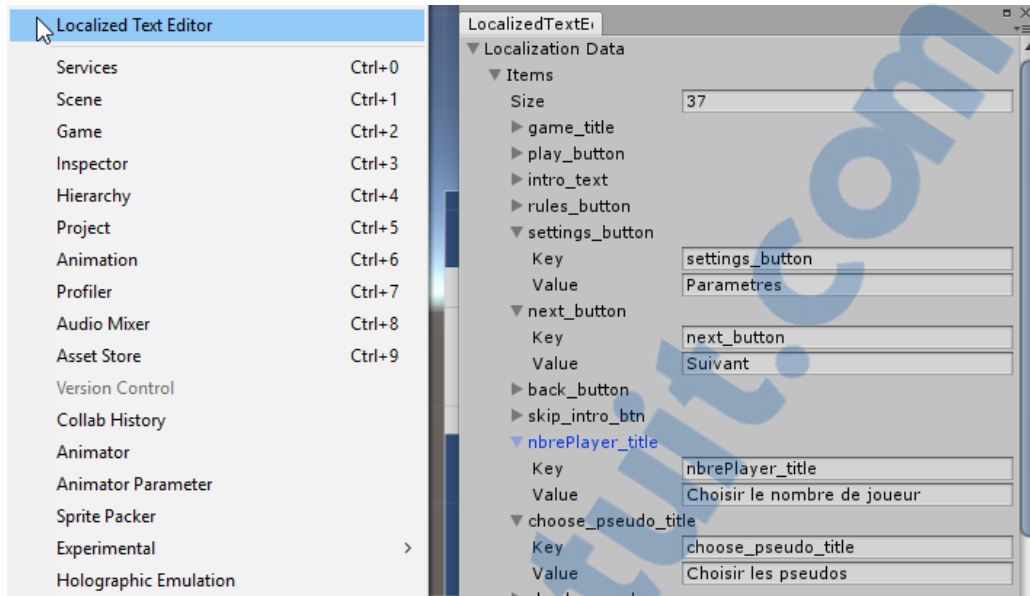 Localized Text Editor
Services Ctrl+0
Scene Ctrl+1
Game Ctrl+2
Inspector Ctrl+3
Hierarchy Ctrl+4
Project Ctrl+5
Animation Ctrl+6
Profiler Ctrl+7
Audio Mixer Ctrl+8
Asset Store Ctrl+9
Version Control
Collab History
Animator
Animator Parameter
Sprite Packer
Experimental
Holographic Emulation
LocalizedTextE
Localization Data
Items
Size 37
game_title
play_button
intro_text
rules_button
settings_button
Key settings_button
Value Parametres
next_button
Key next_button
Value Suivant
back_button
skip_intro_btn
nbrePlayer_title
Key nbrePlayer_title
Value Choisir le nombre de joueur
choose_pseudo_title
Key choose_pseudo_title
Value Choisir les pseudos
tuit.com